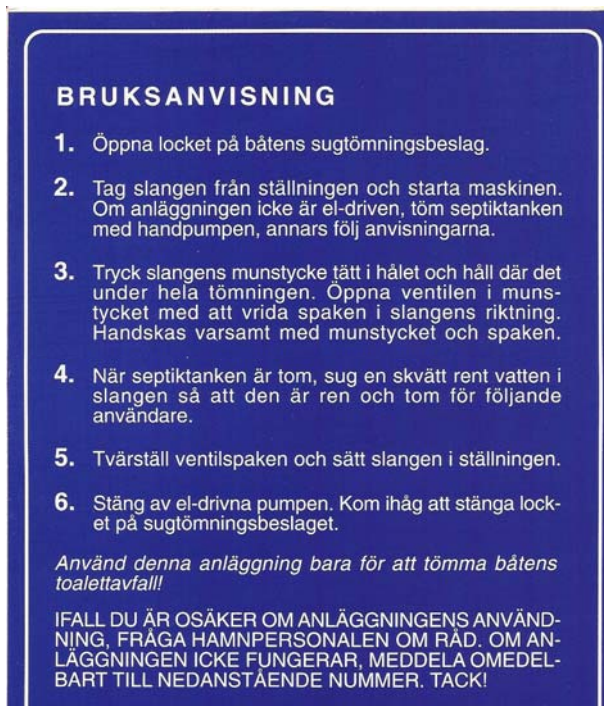 BRUKSANVISNING
1. Öppna locket på båtens sugtömningsbeslag.
2. Tag slangen från ställningen och starta maskinen.
Om anläggningen icke är el-driven, töm septiktanken
med handpumpen, annars följ anvisningarna.
3. Tryck slangens munstycke tätt i hålet och håll där det
under hela tömningen. Öppna ventilen i muns-
tycket med att vrida spaken i slangens riktning.
Handskas varsamt med munstycket och spaken.
4. När septiktanken är tom, sug en skvätt rent vatten i
slangen så att den är ren och tom för följande
användare.
5. Tvärställ ventilspaken och sätt slangen i ställningen.
6. Stäng av el-drivna pumpen. Kom ihåg att stänga lock-
et på sugtömningsbeslaget.
Använd denna anläggning bara för att tömma båtens
toalettavfall!
IFALL DU ÄR OSÄKER OM ANLÄGGNINGENS ANVÄND-
NING, FRÅGA HAMNPERSONALEN OM RÅD. OM AN-
LÄGGNINGEN ICKE FUNGERAR, MEDDELA OMEDEL-
BART TILL NEDANSTÅENDE NUMMER. TACK!